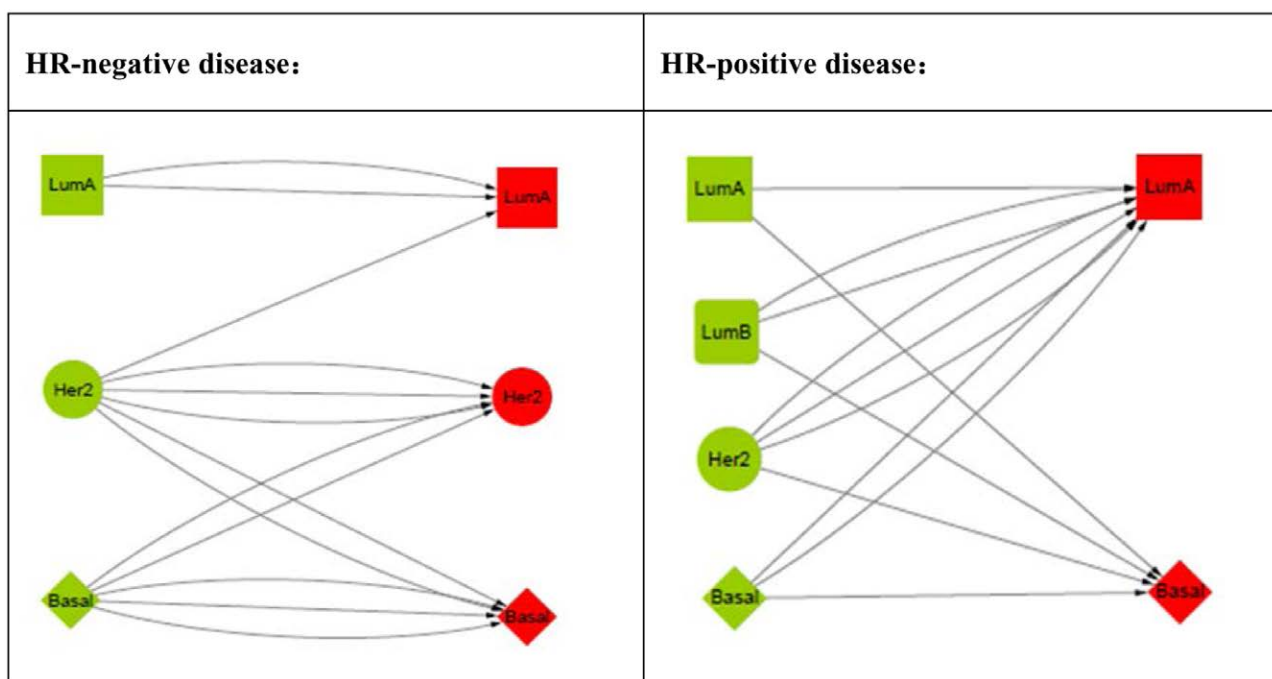 HR-negative disease：
HR-positive disease：
LumA
LumA
Her2
Her2
Basal
Basal
LumA
LumA
LumB
Her2
Basal
Basal